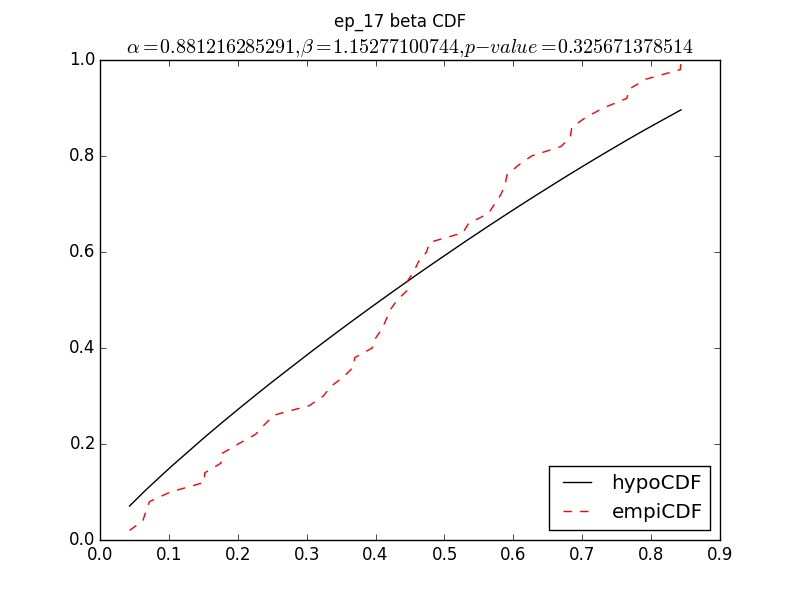 ep_17 beta CDF
α=0.881216285291,β=1.15277100744,p−value=0.325671378514
1.0
0.8
0.6
0.4
0.2
0.0
0.0 0.1 0.2 0.3 0.4 0.5 0.6 0.7 0.8 0.9
hypoCDF
empiCDF